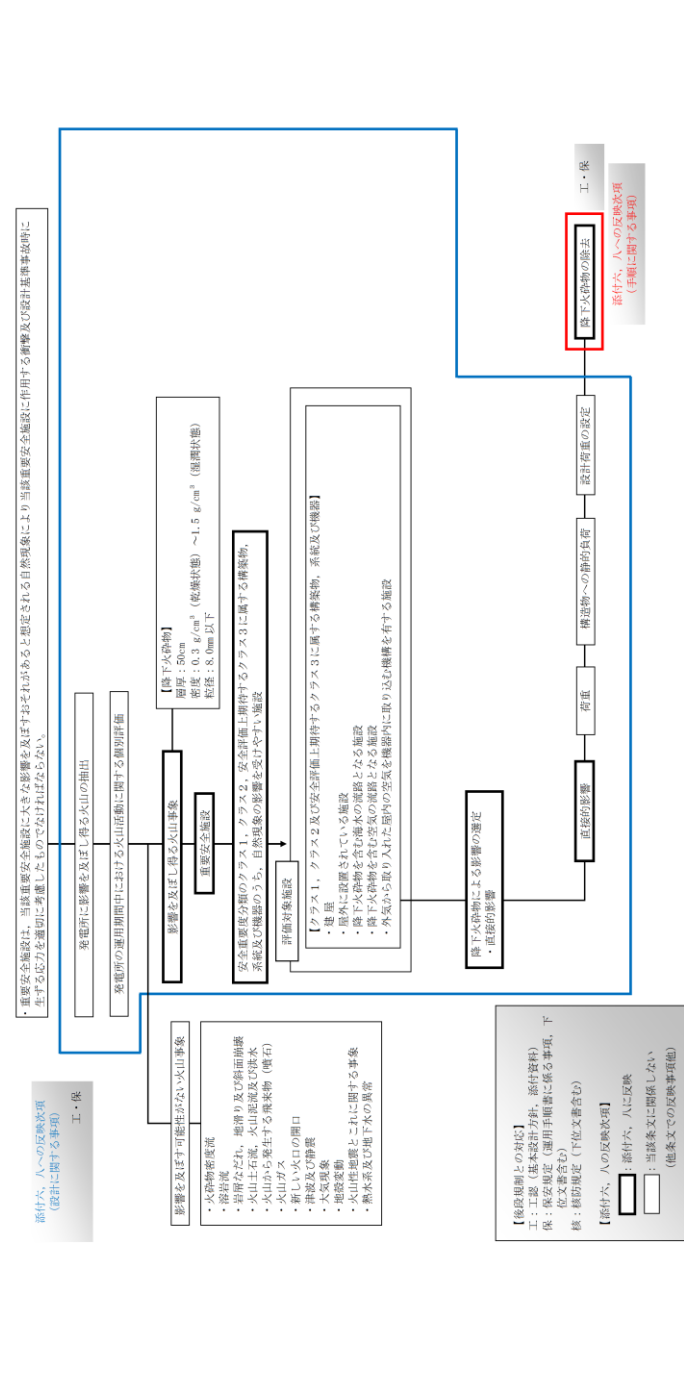 添付六，八への反映次項
（設計に関する事項）
工・保
・重要安全施設は、当該重要安全施設に大きな影響を及ぼすおそれがあると想定される自然現象により当該重要安全施設に作用する衝撃及び設計基準事故時に
生ずる応力を適切に考慮したものでなければならない。
発電所に影響を及ぼし得る火山の抽出
発電所の運用期間中における火山活動に関する個別評価
影響を及ぼす可能性がない火山事象
・火砕物密度流
・溶岩流
・岩屑なだれ，地滑り及び斜面崩壊
・火山土石流，火山泥流及び洪水
・火山から発生する飛来物（噴石）
・火山ガス
・新しい火口の開口
・津波及び静震
・大気現象
・地殻変動
・火山性地震とこれに関する事象
・熱水系及び地下水の異常
影響を及ぼし得る火山事象
【降下火砕物】
層厚：50cm
密度：0.3 g/cm³（乾燥状態）～1.5 g/cm³（湿潤状態）
粒径：8.0mm 以下
重要安全施設
安全重要度分類のクラス１，クラス２，安全評価上期待するクラス３に属する構築物，
系統及び機器のうち，自然現象の影響を受けやすい施設
評価対象施設
【クラス１，クラス２及び安全評価上期待するクラス３に属する構築物，系統及び機器】
・建屋
・屋外に設置されている施設
・降下火砕物を含む海水の流路となる施設
・降下火砕物を含む空気の流路となる施設
・外気から取り入れた屋内の空気を機器内に取り込む機構を有する施設
降下火砕物による影響の選定
・直接的影響
直接的影響
荷重
構造物への静的負荷
設計荷重の設定
降下火砕物の除去
工・保
添付六，八への反映次項
（手順に関する事項）
【後段規制との対応】
工：工認（基本設計方針，添付資料）
保：保安規定（運用手順書に係る事項，下
位文書含む）
核：核防規定（下位文書含む）
【添付六，八の反映次項】
：添付六，八に反映
：当該条文に関係しない
（他条文での反映事項他）